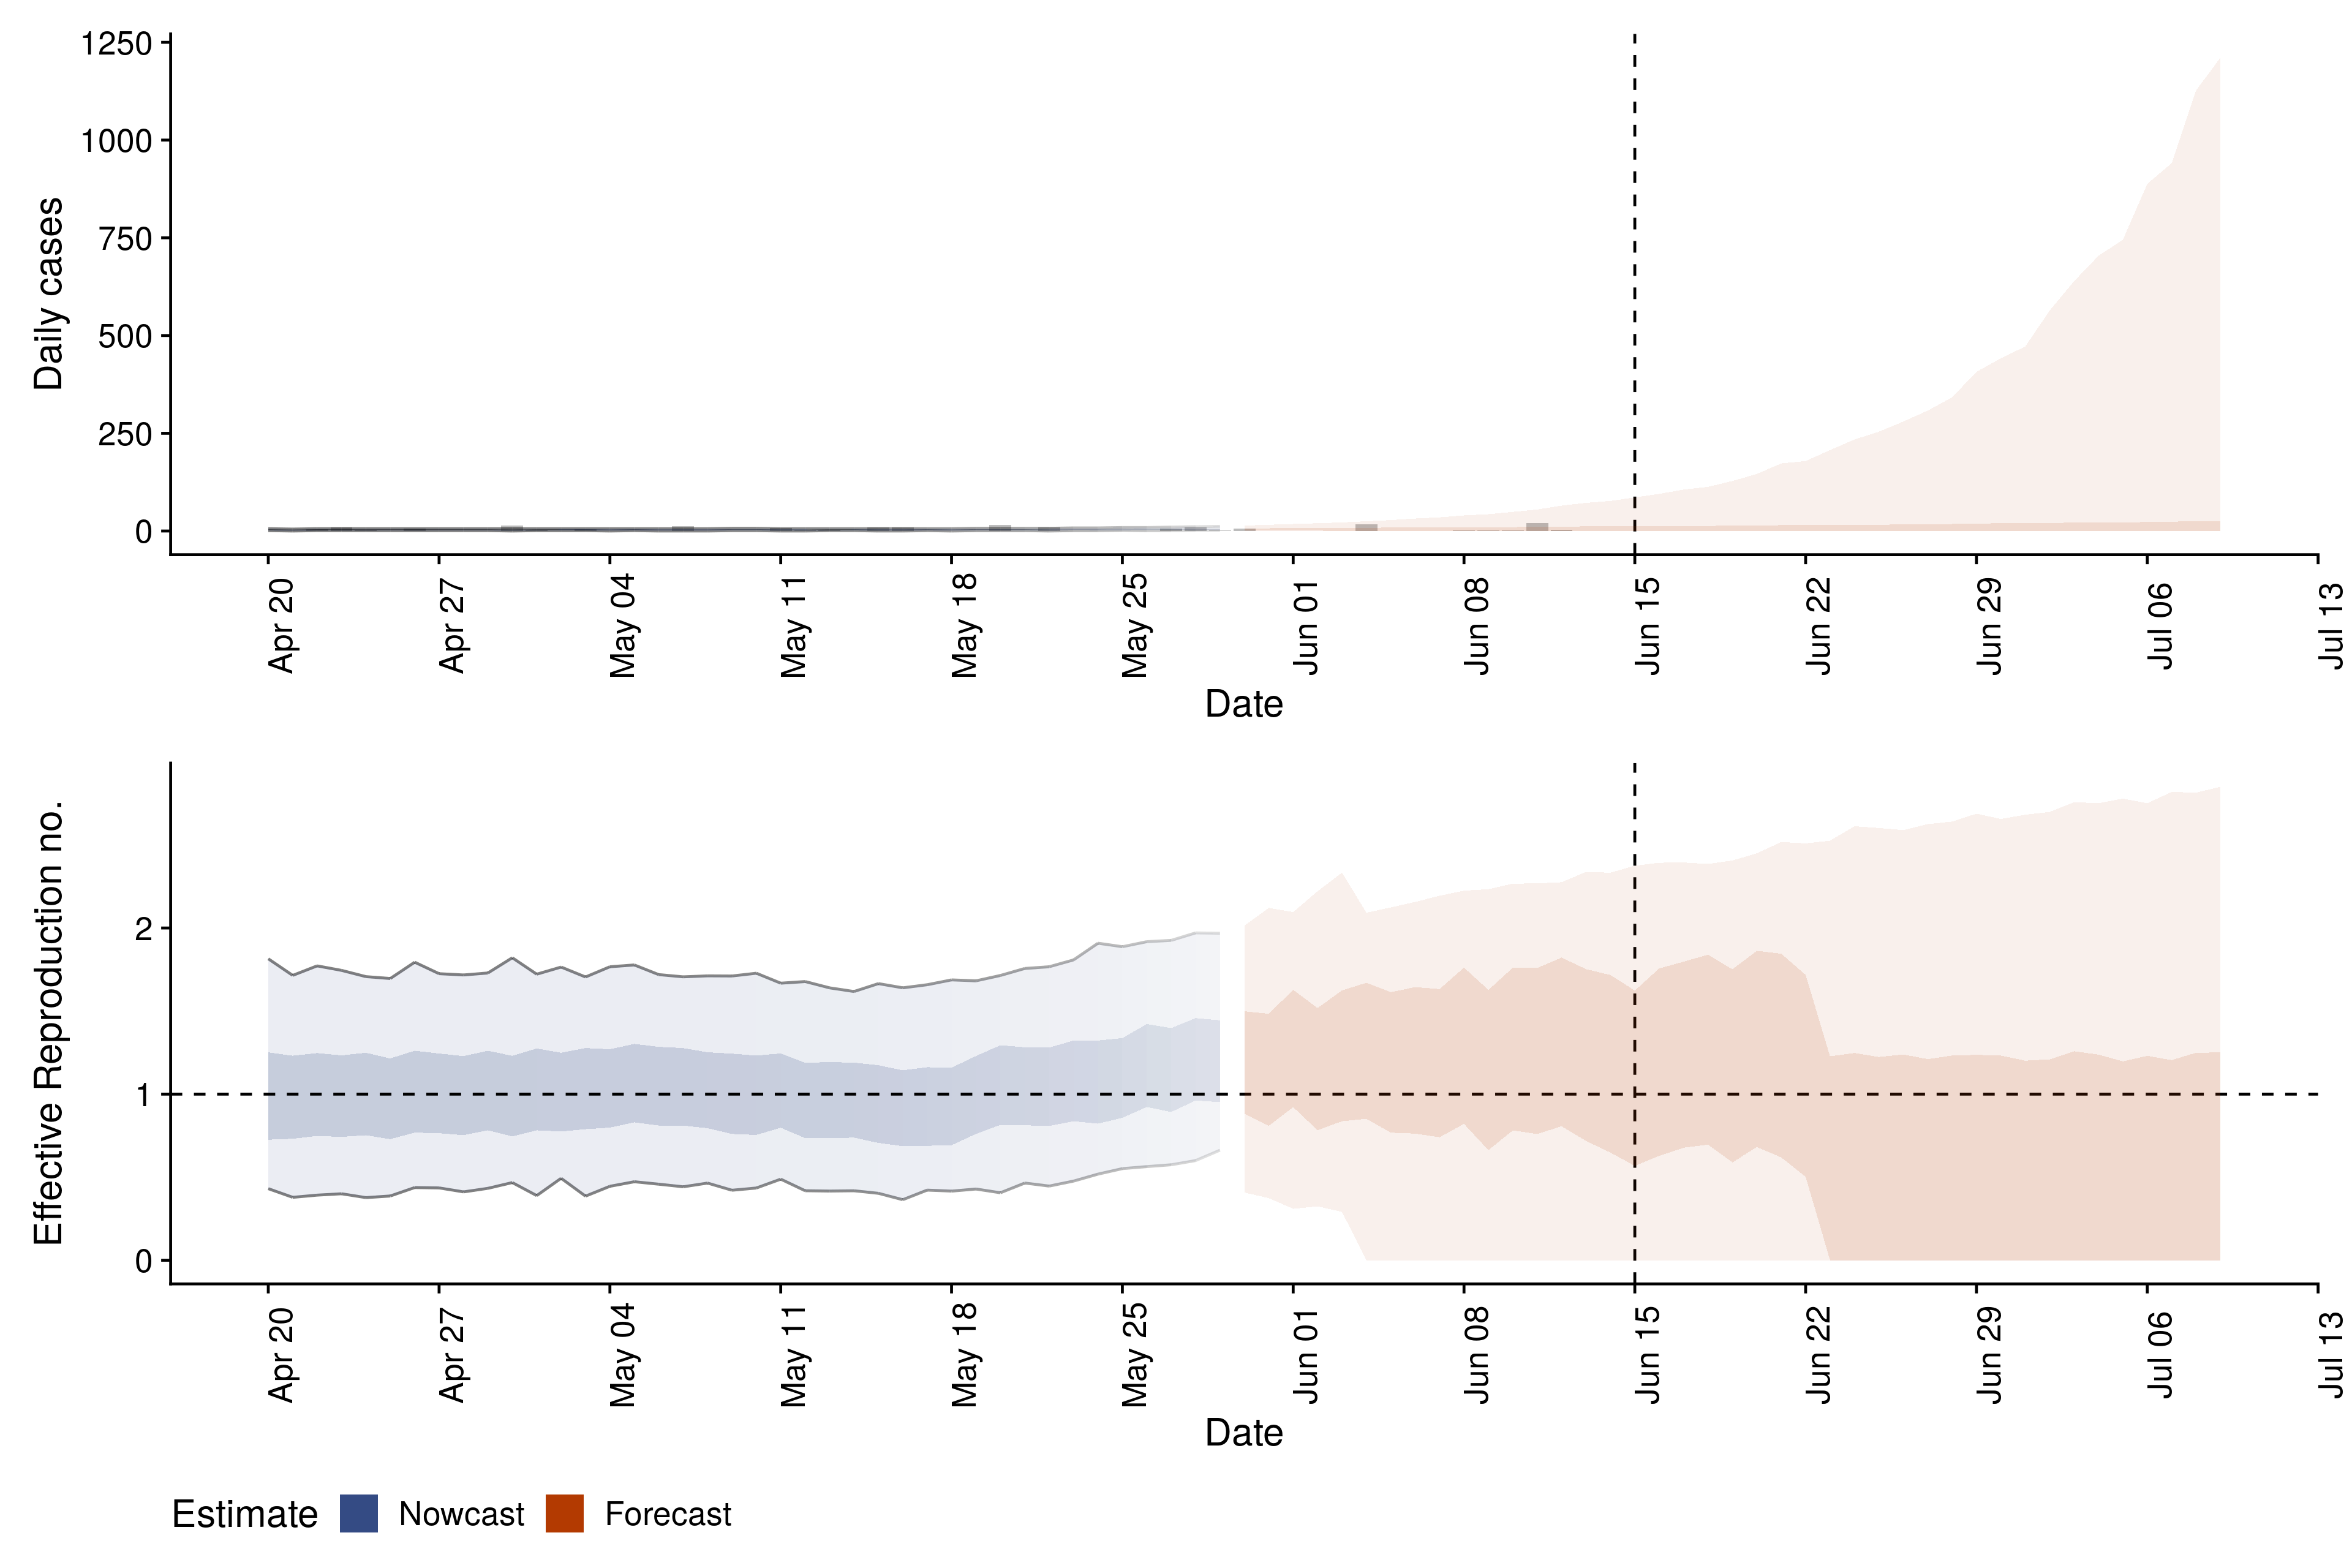 1250
1000
750
500
250
0
Daily cases
Apr 20
Apr 27
May 04
May 11
May 18
May 25
Jun 01
Jun 08
Jun 15
Jun 22
Jun 29
Jul 06
Jul 13
Date
2
1
0
Effective Reproduction no.
Apr 20
Apr 27
May 04
May 11
May 18
May 25
Jun 01
Jun 08
Jun 15
Jun 22
Jun 29
Jul 06
Jul 13
Date
Estimate Nowcast Forecast